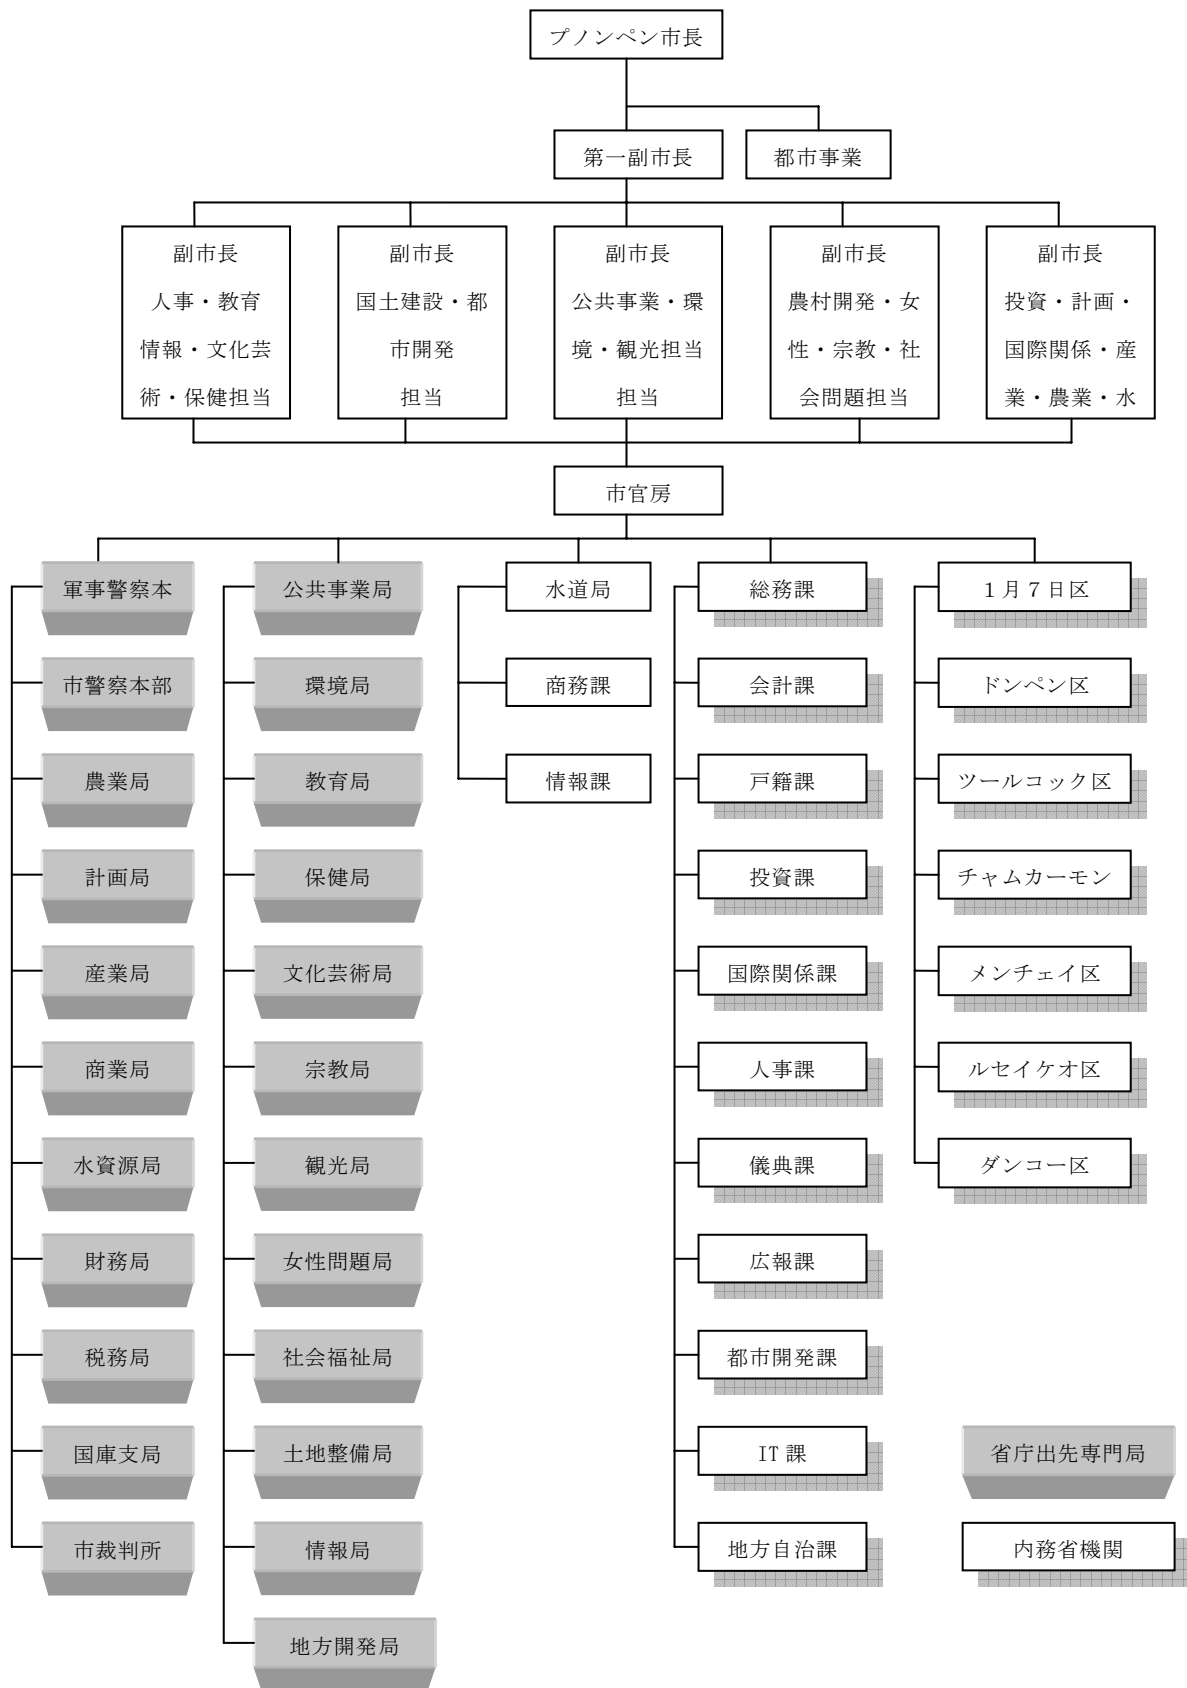 プノンペン市長
第一副市長
都市事業
副市長
人事・教育
情報・文化芸
術・保健担当
副市長
国土建設・都
市開発
担当
副市長
公共事業・環
境・観光担当
担当
副市長
農村開発・女
性・宗教・社
会問題担当
副市長
投資・計画・
国際関係・産
業・農業・水
市官房
軍事警察本
市警察本部
農業局
計画局
産業局
商業局
水資源局
財務局
税務局
国庫支局
市裁判所
公共事業局
環境局
教育局
保健局
文化芸術局
宗教局
観光局
女性問題局
社会福祉局
土地整備局
情報局
地方開発局
水道局
商務課
情報課
総務課
会計課
戸籍課
投資課
国際関係課
人事課
儀典課
広報課
都市開発課
IT 課
地方自治課
1月7日区
ドンペン区
ツールコック区
チャムカーモン
メンチェイ区
ルセイケオ区
ダンコー区
省庁出先専門局
内務省機関